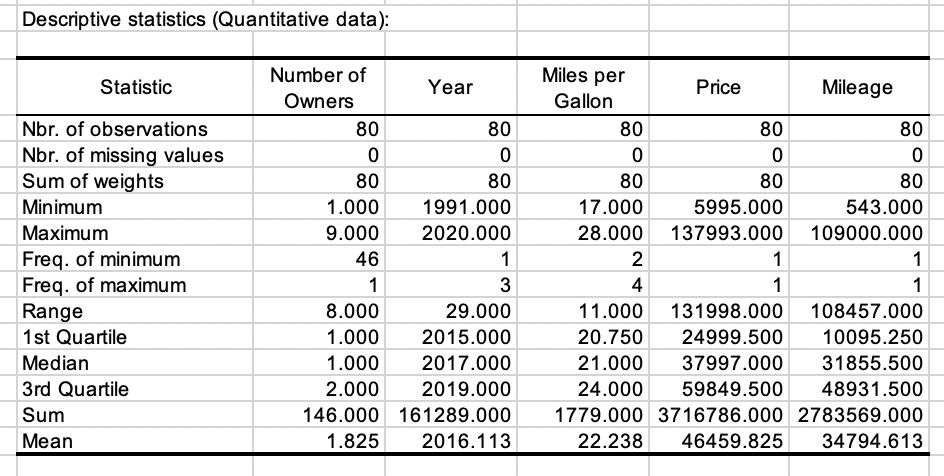 Descriptive statistics (Quantitative data):
Statistic Number of Owners Year Miles per Gallon Price Mileage
Nbr. of observations 80 80 80 80 80
Nbr. of missing values 0 0 0 0 0
Sum of weights 80 80 80 80 80
Minimum 1.000 1991.000 17.000 5995.000 543.000
Maximum 9.000 2020.000 28.000 137993.000 109000.000
Freq. of minimum 46 1 2 1 1
Freq. of maximum 1 3 4 1 1
Range 8.000 29.000 11.000 131998.000 108457.000
1st Quartile 1.000 2015.000 20.750 24999.500 10095.250
Median 1.000 2017.000 21.000 37997.000 31855.500
3rd Quartile 2.000 2019.000 24.000 59849.500 48931.500
Sum 146.000 161289.000 1779.000 3716786.000 2783569.000
Mean 1.825 2016.113 22.238 46459.825 34794.613